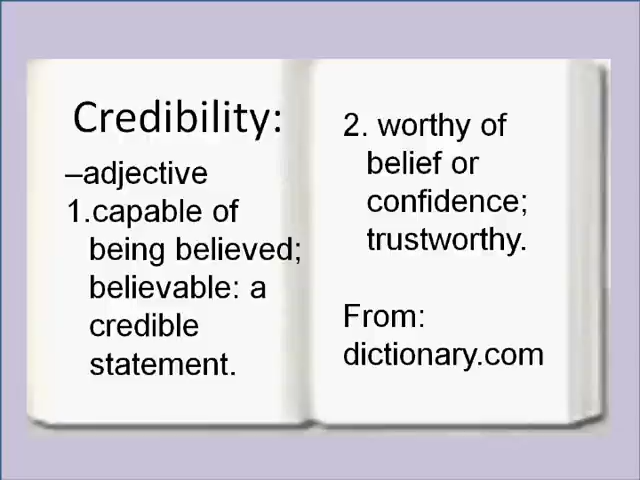 Credibility:
–adjective
1.capable of
being believed;
believable: a
credible
statement.
2. worthy of
belief or
confidence;
trustworthy.
From:
dictionary.com